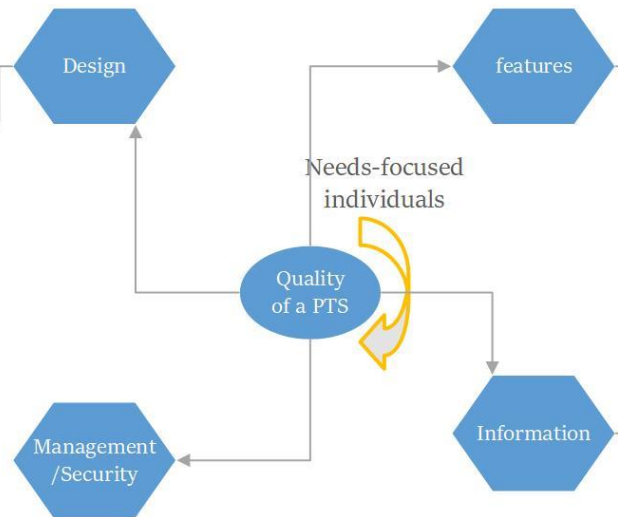 Design
features
Needs-focused
individuals
Quality
of a PTS
Management
/Security
Information